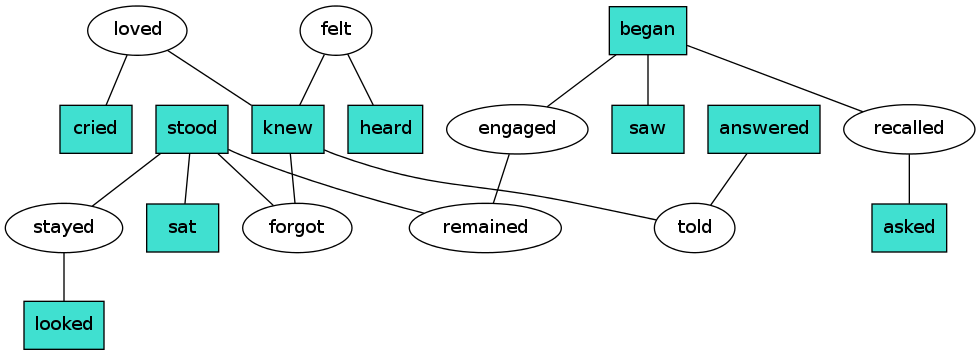 loved felt began
cried stood knew heard engaged saw answered recalled
stayed sat forgot remained told asked
looked